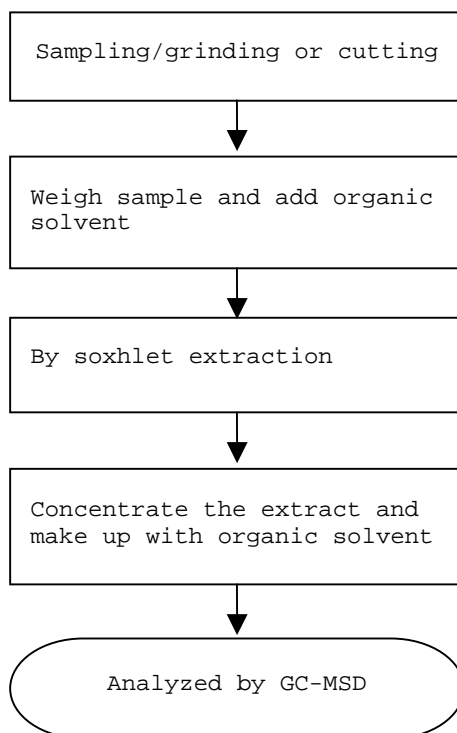 Sampling/grinding or cutting
Weigh sample and add organic
solvent
By soxhlet extraction
Concentrate the extract and
make up with organic solvent
Analyzed by GC-MSD